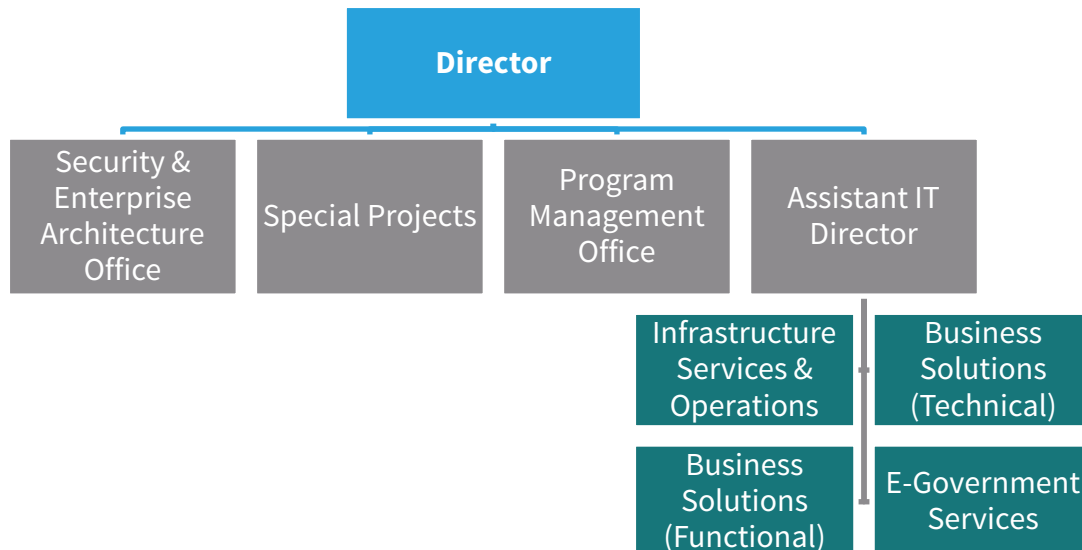 Director
Security &
Enterprise
Architecture
Office
Special Projects
Program
Management
Office
Assistant IT
Director
Infrastructure
Services &
Operations
Business
Solutions
(Technical)
Business
Solutions
(Functional)
E-Government
Services